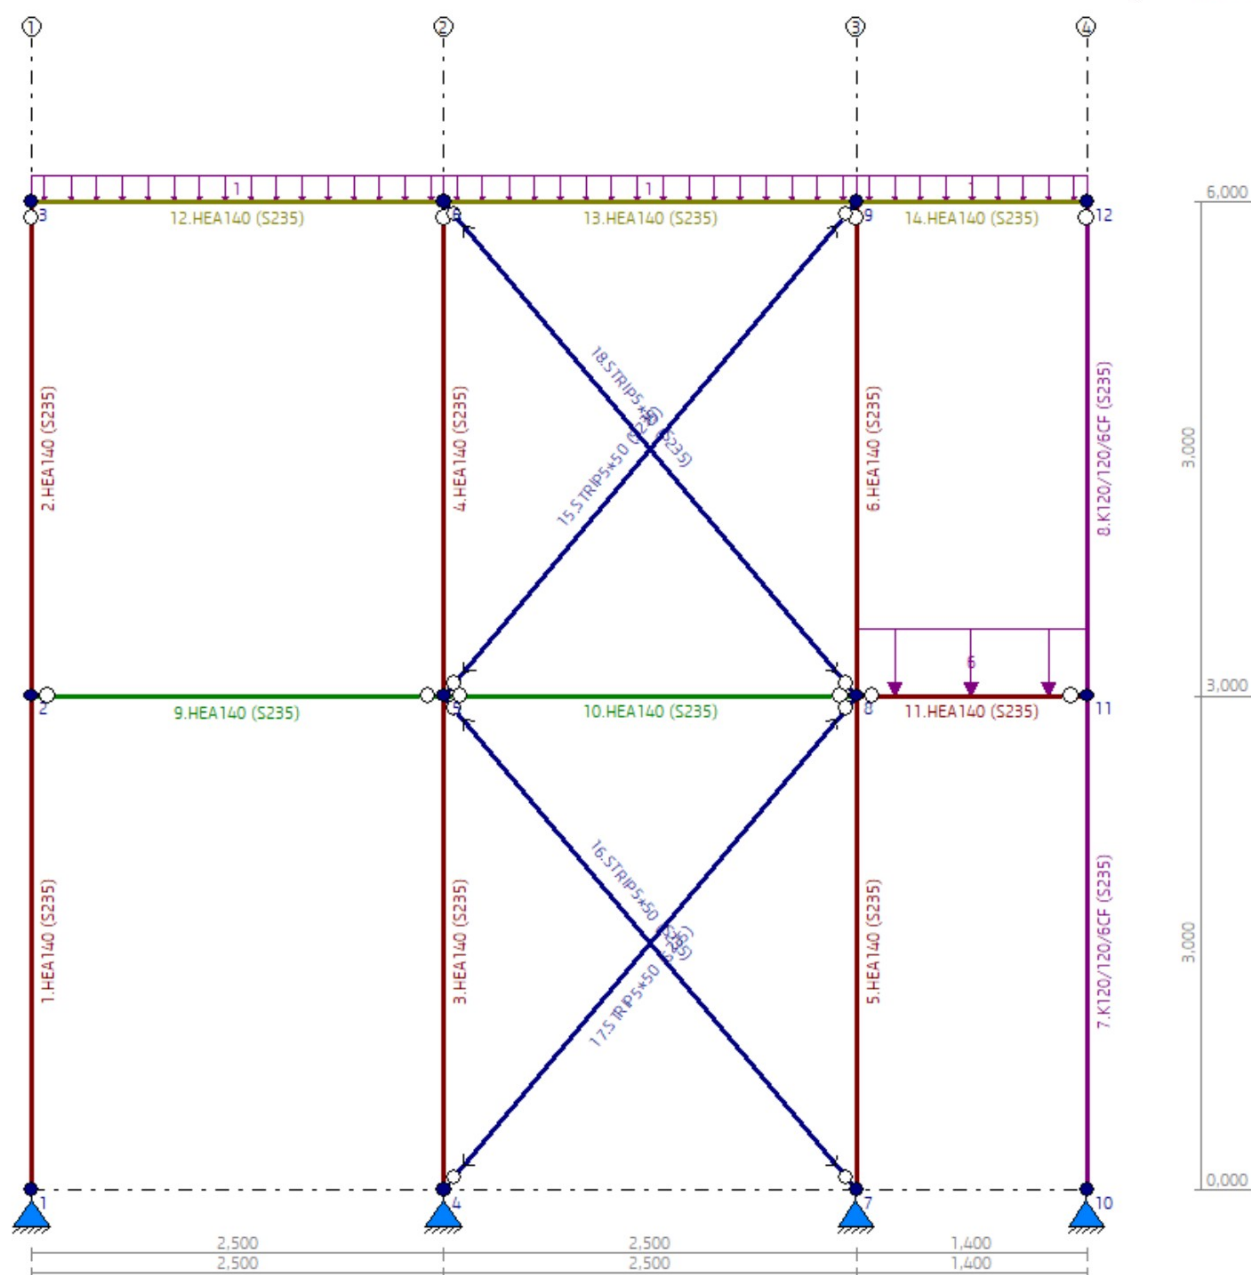 1 2 3 4
1 1 1
3 12.HEA140 (S235) 6 13.HEA140 (S235) 9 14.HEA140 (S235) 12 6,000
2.HEA140 (S235)
4.HEA140 (S235)
18.STRIP5*50 (S235)
15.STRIP5*50 (S235)
6.HEA140 (S235)
8.K120/120/6CF (S235)
3,000
6
2 9.HEA140 (S235) 5 10.HEA140 (S235) 8 11.HEA140 (S235) 11 3,000
1.HEA140 (S235)
3.HEA140 (S235)
16.STRIP5*50 (S235)
17.STRIP5*50 (S235)
5.HEA140 (S235)
7.K120/120/6CF (S235)
3,000
1 4 7 10 0,000
2,500 2,500 1,400
2,500 2,500 1,400